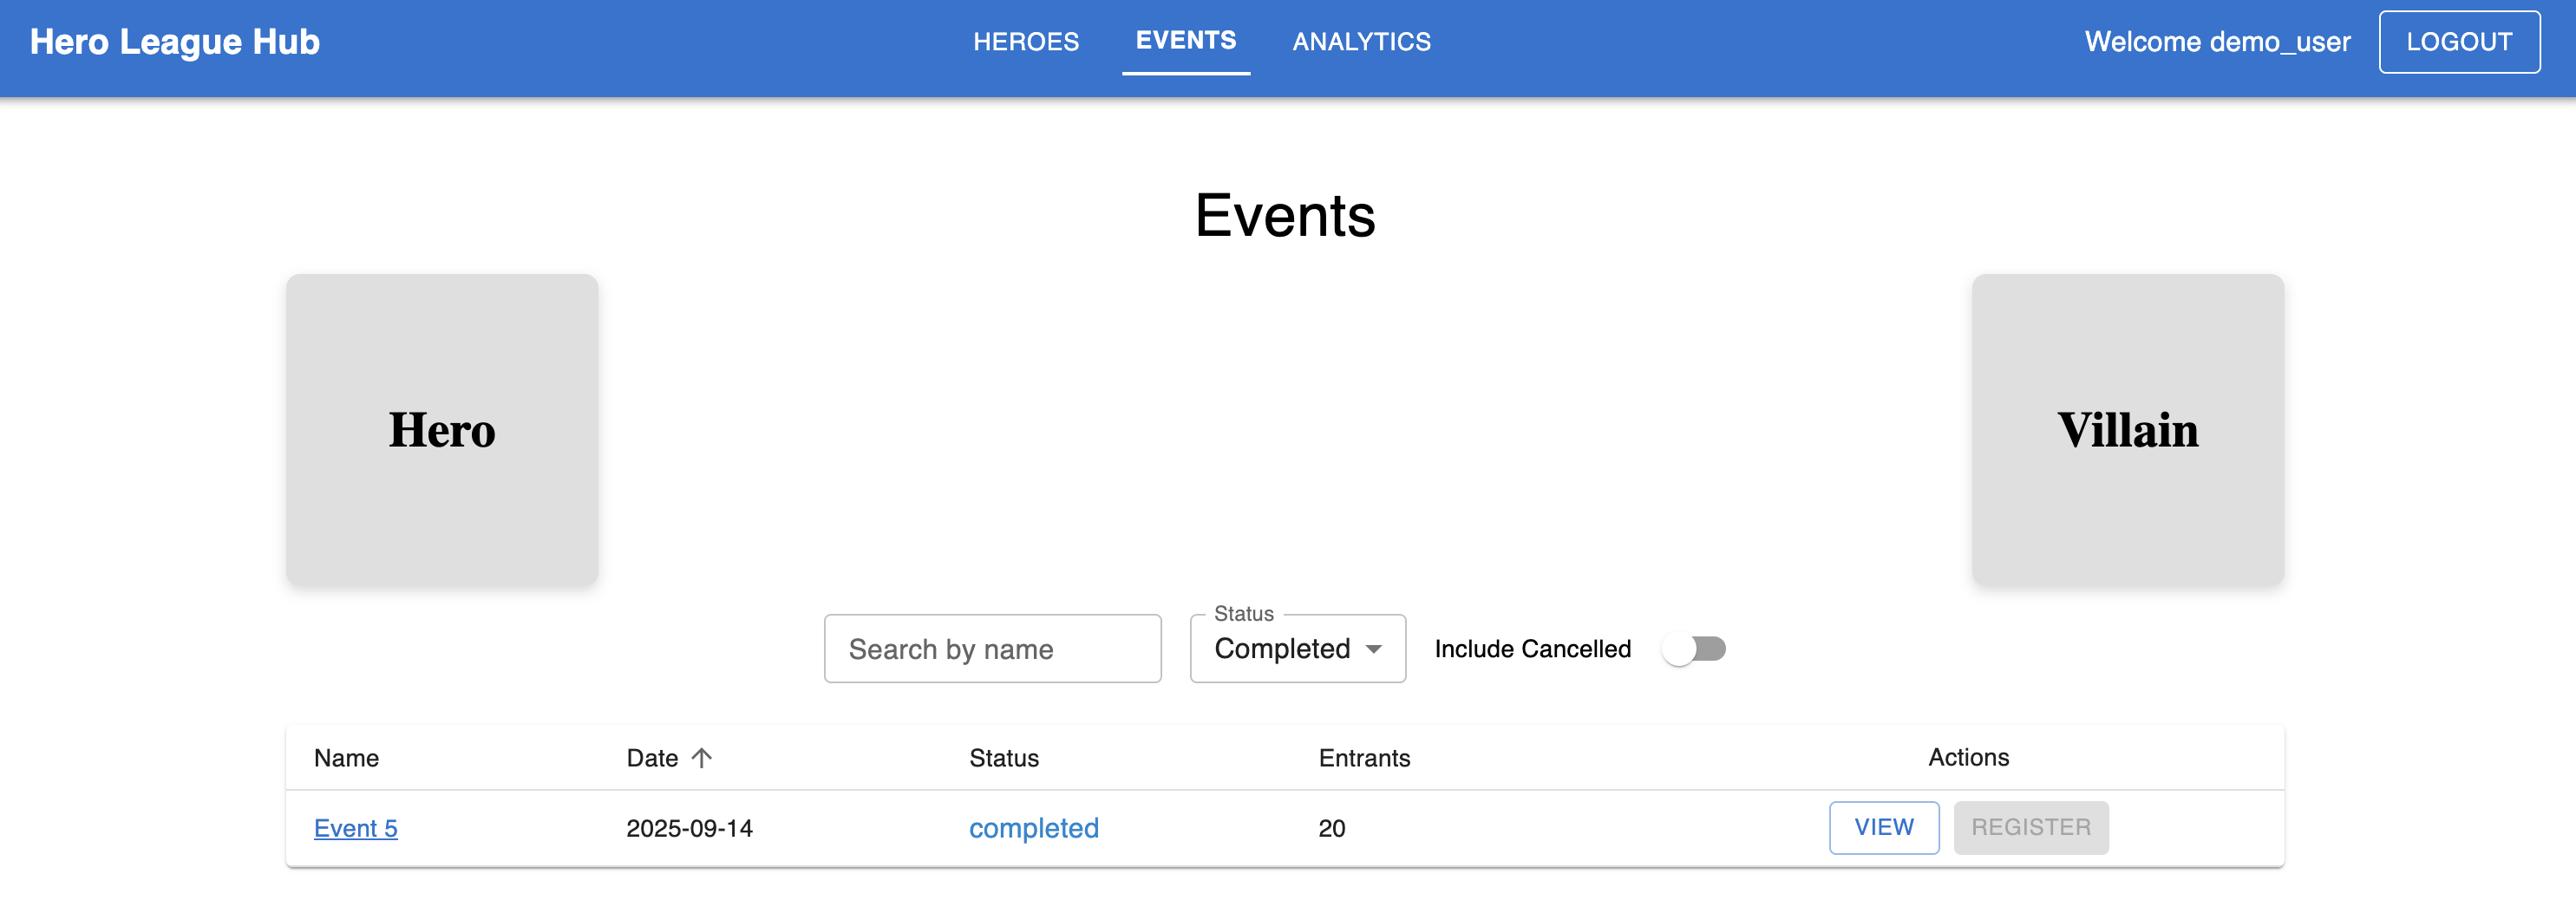 Hero League Hub HEROES EVENTS ANALYTICS Welcome demo_user LOGOUT
Events
Hero Villain
Status
Search by name Completed Include Cancelled
Name Date Status Entrants Actions
Event 5 2025-09-14 completed 20 VIEW REGISTER